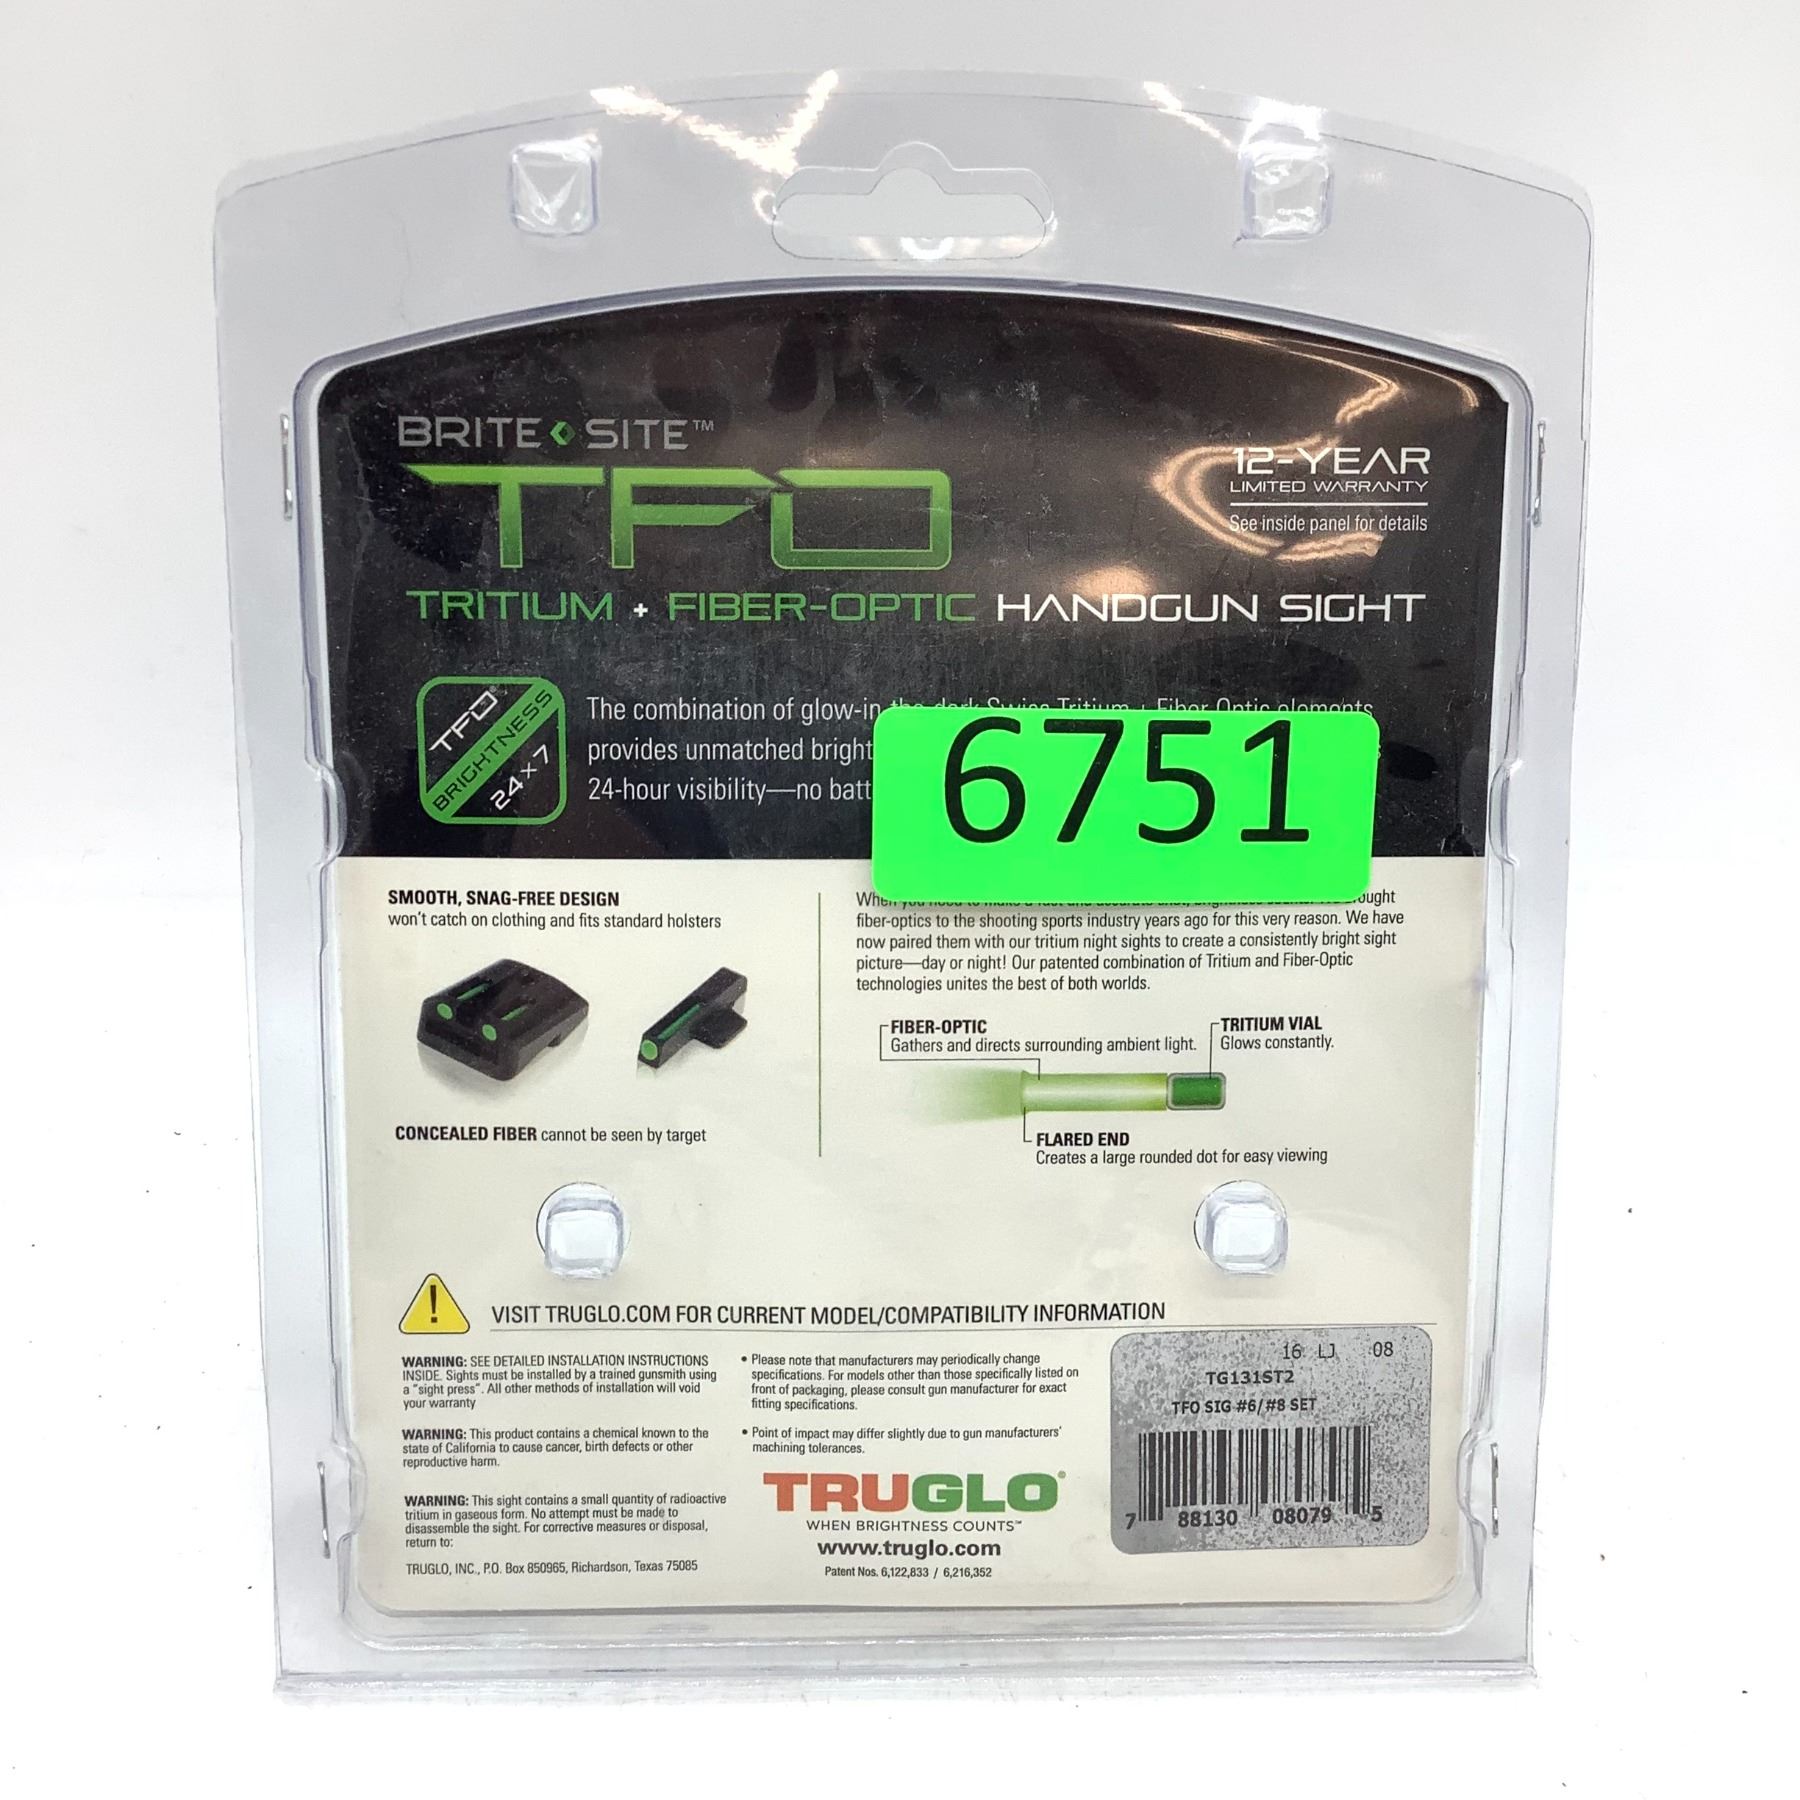 BRITE SITE™
TFO
TRITIUM + FIBER-OPTIC HANDGUN SIGHT
12-YEAR
LIMITED WARRANTY
See inside panel for details
TFO®
BRIGHTNESS
24x7
The combination of glow-in the dark Swiss Tritium + Fiber Optic elements
provides unmatched bright
24-hour visibility—no batt
6751
SMOOTH, SNAG-FREE DESIGN
won't catch on clothing and fits standard holsters
CONCEALED FIBER cannot be seen by target
When you need to make a fast and accurate shot,
fiber-optics to the shooting sports industry years ago for this very reason. We have
now paired them with our tritium night sights to create a consistently bright sight
picture—day or night! Our patented combination of Tritium and Fiber-Optic
technologies unites the best of both worlds.
FIBER-OPTIC
Gathers and directs surrounding ambient light.
TRITIUM VIAL
Glows constantly.
FLARED END
Creates a large rounded dot for easy viewing
!
VISIT TRUGLO.COM FOR CURRENT MODEL/COMPATIBILITY INFORMATION
WARNING: SEE DETAILED INSTALLATION INSTRUCTIONS
INSIDE. Sights must be installed by a trained gunsmith using
a "sight press". All other methods of installation will void
your warranty
WARNING: This product contains a chemical known to the
state of California to cause cancer, birth defects or other
reproductive harm.
WARNING: This sight contains a small quantity of radioactive
tritium in gaseous form. No attempt must be made to
disassemble the sight. For corrective measures or disposal,
return to:
TRUGLO, INC., P.O. Box 850965, Richardson, Texas 75085
• Please note that manufacturers may periodically change
specifications. For models other than those specifically listed on
front of packaging, please consult gun manufacturer for exact
fitting specifications.
• Point of impact may differ slightly due to gun manufacturers'
machining tolerances.
TRUGLO®
WHEN BRIGHTNESS COUNTS™
www.truglo.com
Patent Nos. 6,122,833 / 6,216,352
16 LJ 08
TG131ST2
TFO SIG #6/#8 SET
7 88130 08079 5